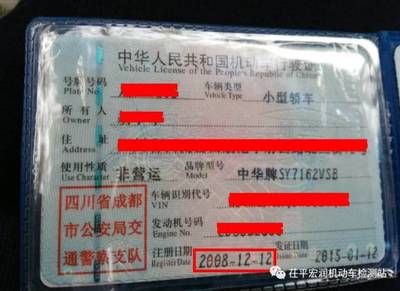 中华人民共和国机动车行驶证
Vehicle License of the People's Republic of China
号牌号码 车辆类型 小型轿车
Plate No. Vehicle Type
所有人
Owner
住址
Address
使用性质 非营运 品牌型号 中华牌SY7162VSB
Use Character Model
四川省成都
市公安局交
通警察支队
车辆识别代号
VIN
发动机号码
Engine No.
注册日期 2008-12-12 发证日期 2015-01-12
Register Date
茌平宏润机动车检测站